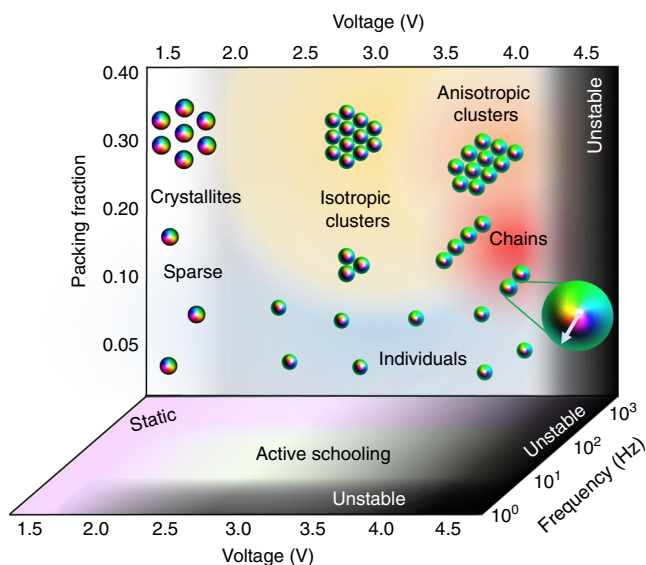 Voltage (V)
1.5 2.0 2.5 3.0 3.5 4.0 4.5
Packing fraction
0.40
0.30
0.20
0.10
0.05
Anisotropic
clusters
Unstable
Crystallites
Isotropic
clusters
Chains
Sparse
Individuals
Static
Active schooling
Unstable
Unstable
10³
10²
10¹
10⁰
Frequency (Hz)
1.5 2.0 2.5 3.0 3.5 4.0 4.5
Voltage (V)